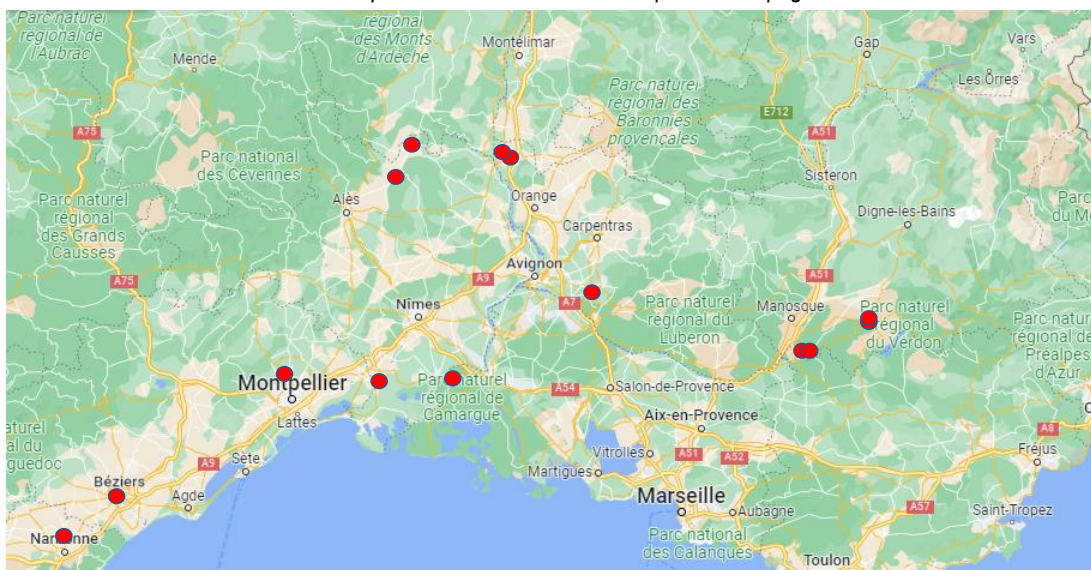 Parc naturel
régional de
l'Aubrac
Mende
régional
des Monts
d'Ardèche
Montélimar
Gap
Vars
Les Orres
Parc naturel
régional des
Baronnies
provençales
E712
A75
A51
Parc national
des Cévennes
Sisteron
Alès
Orange
Parc naturel
régional
des Grands
Causses
Carpentras
Digne-les-Bains
A75
A9
Avignon
A51
A7
Nîmes
Parc naturel
régional du
Luberon
Manosque
Parc naturel
régional
du Verdon
Parc natur
régional de
Préalpes
d'Azur
Montpellier
Lattes
Parc naturel
régional de
Camargue
A54
Salon-de-Provence
Aix-en-Provence
A8
Fréjus
A9
Sète
Vitrolles
A51
A52
Martigues
Béziers
Agde
Marseille
Aubagne
A57
Saint-Tropez
Parc national
des Calanques
Toulon